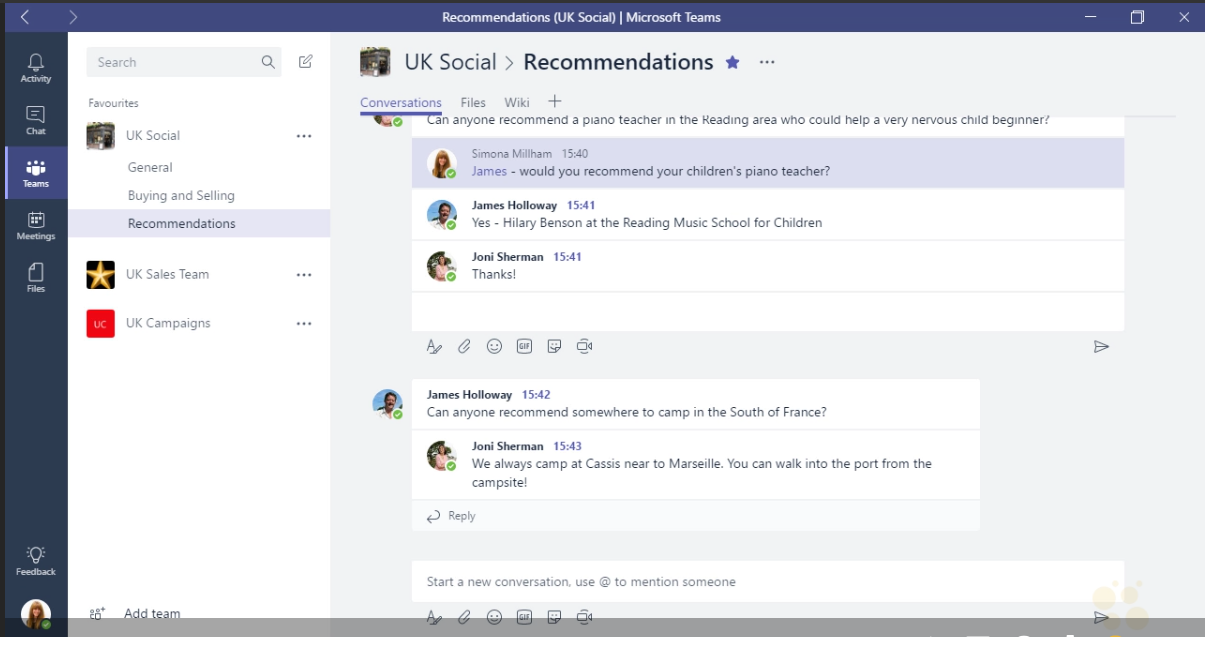 Recommendations (UK Social) | Microsoft Teams
Activity
Chat
Teams
Meetings
Files
Feedback
Search
Favourites
UK Social
General
Buying and Selling
Recommendations
UK Sales Team
UC
UK Campaigns
Add team
UK Social > Recommendations
Conversations Files Wiki
Can anyone recommend a piano teacher in the Reading area who could help a very nervous child beginner?
Simona Millham 15:40
James - would you recommend your children's piano teacher?
James Holloway 15:41
Yes - Hilary Benson at the Reading Music School for Children
Joni Sherman 15:41
Thanks!
GIF
James Holloway 15:42
Can anyone recommend somewhere to camp in the South of France?
Joni Sherman 15:43
We always camp at Cassis near to Marseille. You can walk into the port from the
campsite!
Reply
Start a new conversation, use @ to mention someone
GIF